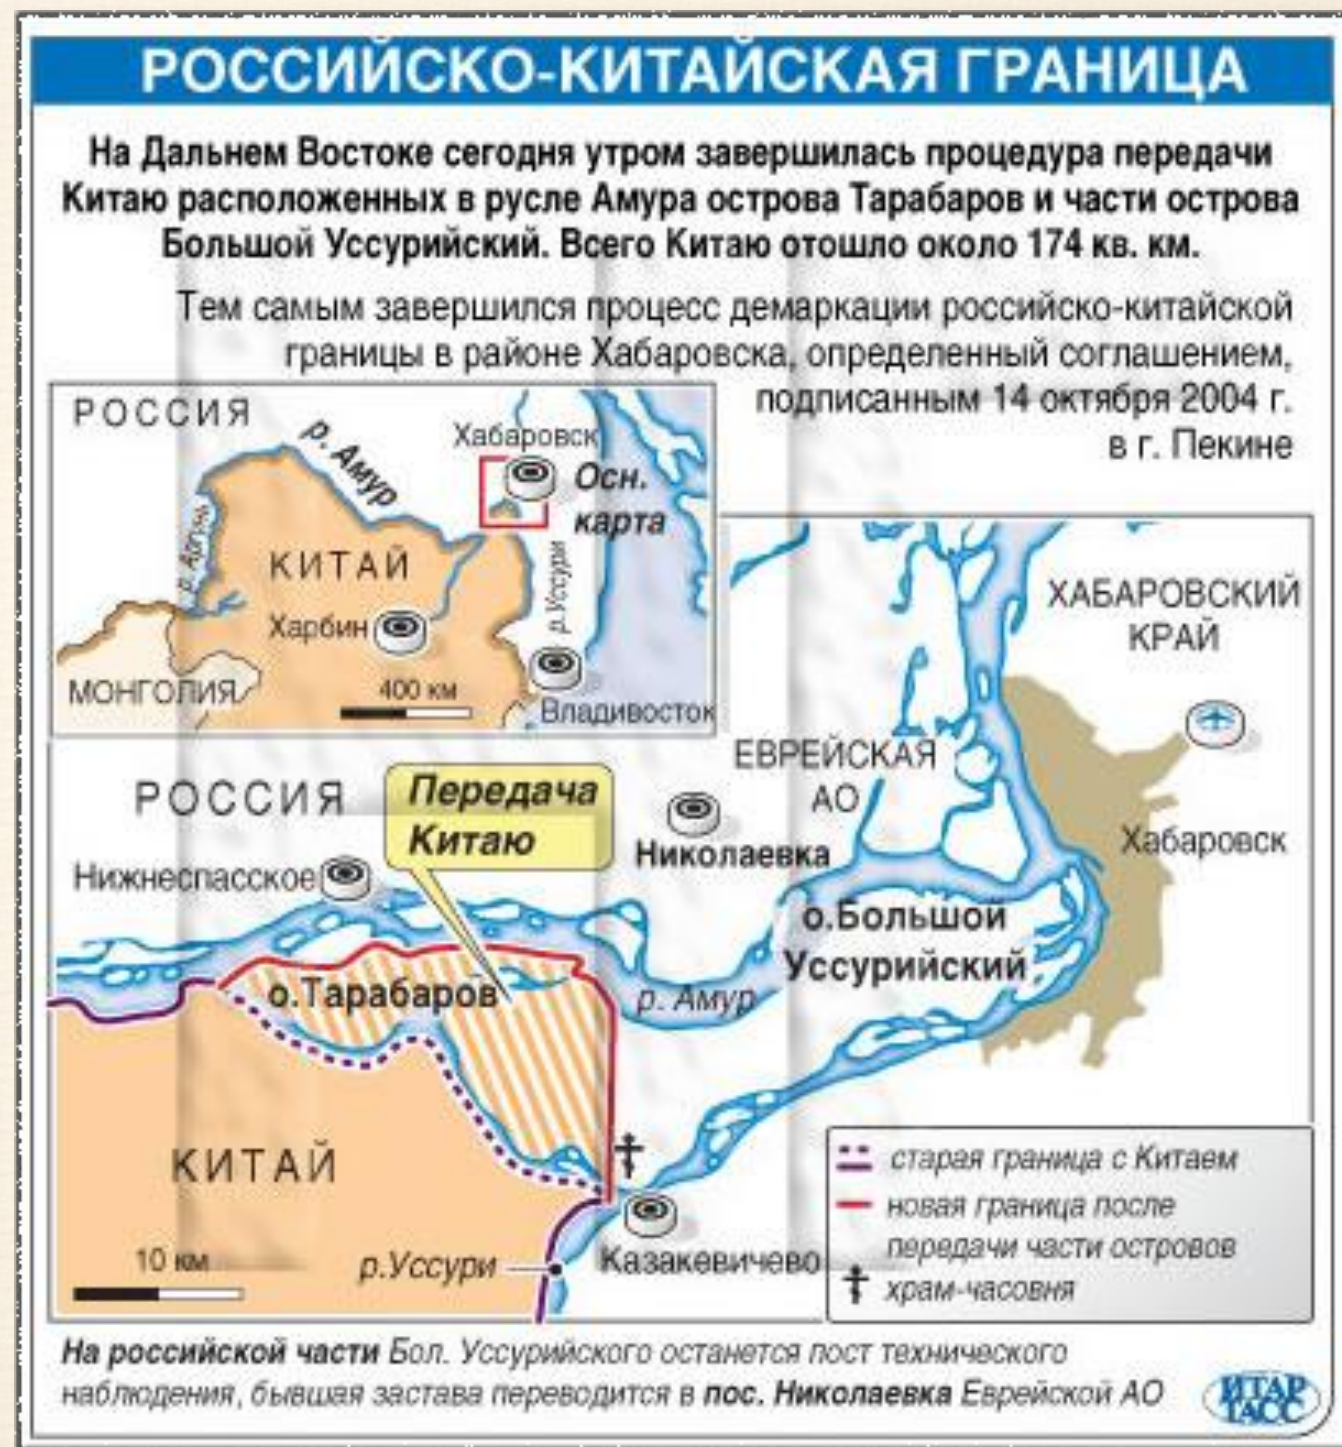 РОССИЙСКО-КИТАЙСКАЯ ГРАНИЦА
На Дальнем Востоке сегодня утром завершилась процедура передачи
Китаю расположенных в русле Амура острова Тарабаров и части острова
Большой Уссурийский. Всего Китаю отошло около 174 кв. км.
Тем самым завершился процесс демаркации российско-китайской
границы в районе Хабаровска, определенный соглашением,
подписанным 14 октября 2004 г.
в г. Пекине
РОССИЯ
р. Амур
Хабаровск
Осн.
карта
р. Аргунь
КИТАЙ
р.Уссури
Харбин
МОНГОЛИЯ
400 км
Владивосток
ХАБАРОВСКИЙ
КРАЙ
ЕВРЕЙСКАЯ
АО
РОССИЯ
Передача
Китаю
Николаевка
Хабаровск
Нижнеспасское
о.Большой
Уссурийский
о.Тарабаров
р. Амур
КИТАЙ
10 км
р.Уссури
Казакевичево
старая граница с Китаем
новая граница после
передачи части островов
храм-часовня
На российской части Бол. Уссурийского останется пост технического
наблюдения, бывшая застава переводится в пос. Николаевка Еврейской АО
ИТАР
ТАСС